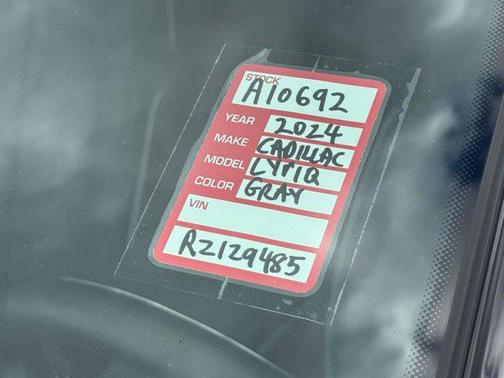 STOCK
A10692
YEAR 2024
MAKE CADILLAC
MODEL LYRIQ
COLOR GRAY
VIN
RZ129485